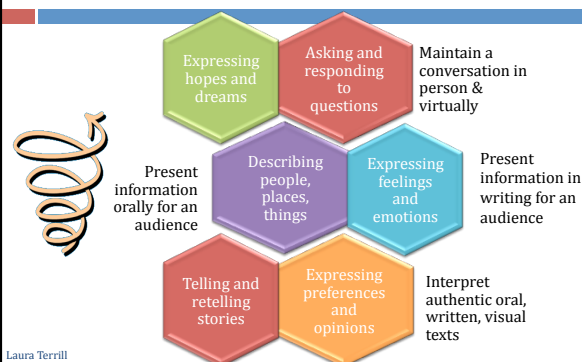 Expressing
hopes and
dreams
Asking and
responding
to
questions
Maintain a
conversation in
person &
virtually
Present
information
orally for an
audience
Describing
people,
places,
things
Expressing
feelings
and
emotions
Present
information in
writing for an
audience
Telling and
retelling
stories
Expressing
preferences
and
opinions
Interpret
authentic oral,
written, visual
texts
Laura Terrill